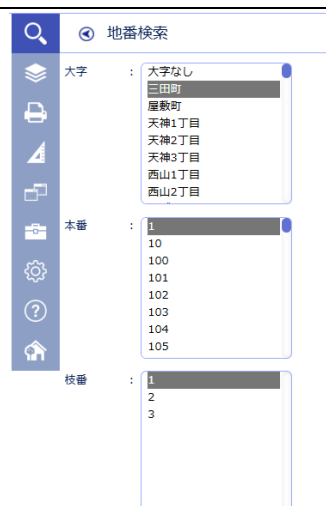 地番検索
大字 :
大字なし
三田町
屋敷町
天神1丁目
天神2丁目
天神3丁目
西山1丁目
西山2丁目
本番 :
1
10
100
101
102
103
104
105
枝番 :
1
2
3